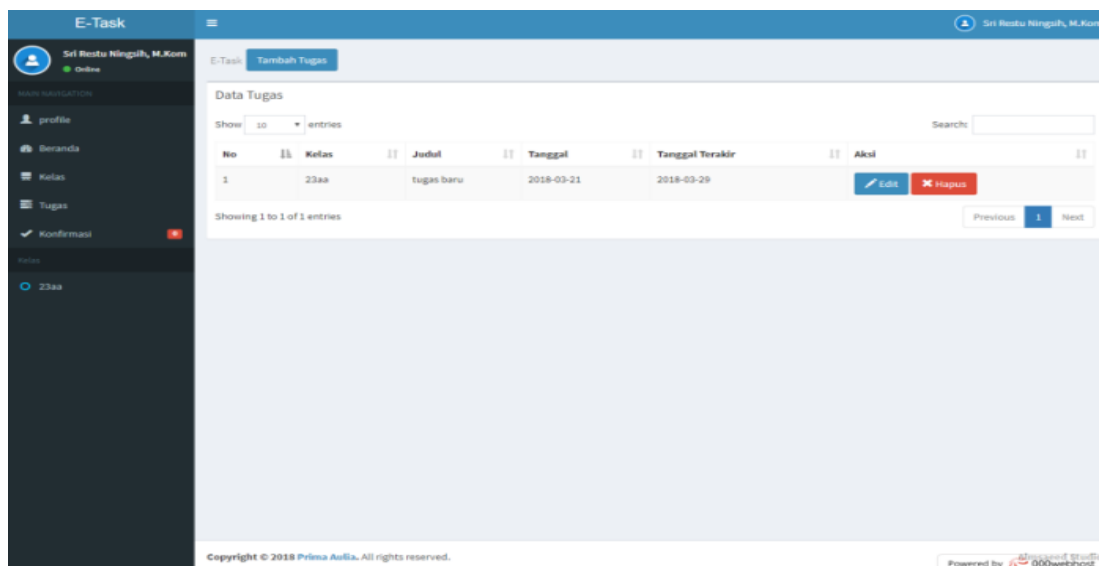 E-Task
Sri Restu Ningsih, M.Kom
Sri Restu Ningsih, M.Kom
Online
E-Task Tambah Tugas
MAIN NAVIGATION
profile
Beranda
Kelas
Tugas
Konfirmasi
Kelas
23aa
Data Tugas
Show 10 entries
Search:
No Kelas Judul Tanggal Tanggal Terakir Aksi
1 23aa tugas baru 2018-03-21 2018-03-29 Edit Hapus
Showing 1 to 1 of 1 entries
Previous 1 Next
Copyright © 2018 Prima Aulia. All rights reserved.
Powered by 000webhost